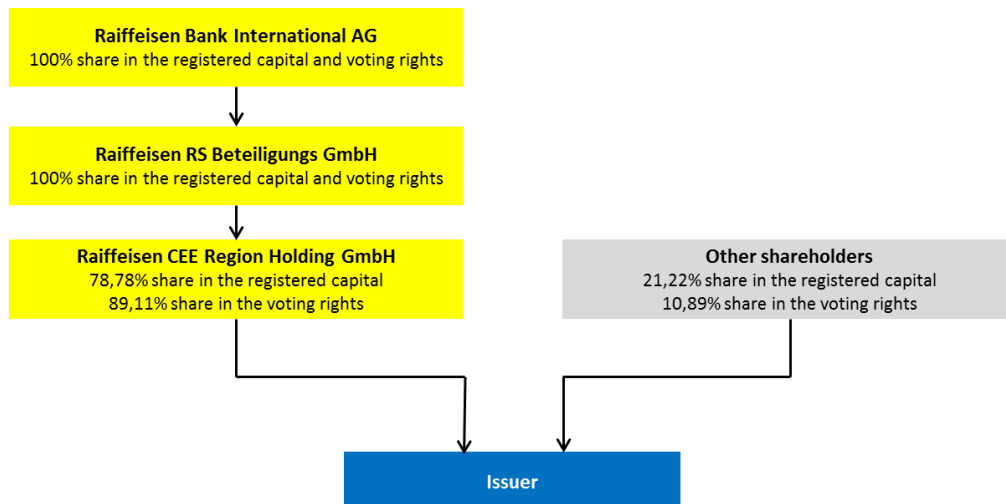 Raiffeisen Bank International AG
100% share in the registered capital and voting rights
Raiffeisen RS Beteiligungs GmbH
100% share in the registered capital and voting rights
Raiffeisen CEE Region Holding GmbH
78,78% share in the registered capital
89,11% share in the voting rights
Other shareholders
21,22% share in the registered capital
10,89% share in the voting rights
Issuer